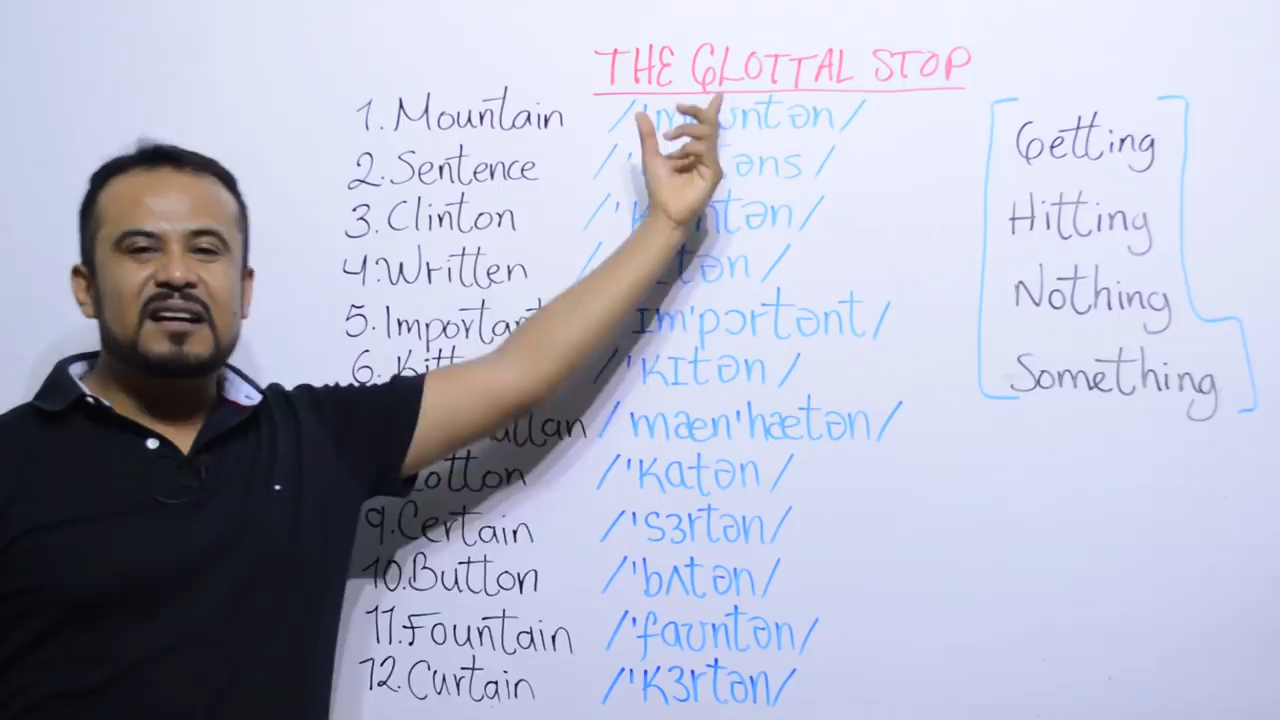 THE GLOTTAL STOP
1. Mountain
2. Sentence
3. Clinton
4. Written
5.
6.
9. Certain /ˈsɜrtən/
10. Button /ˈbʌtən/
11. Fountain /ˈfaʊntən/
12. Curtain /ˈkɜrtən/
/ɪmˈpɔrtənt/
/ˈkɪtən/
/mænˈhætən/
/ˈkatən/
Getting
Hitting
Nothing
Something